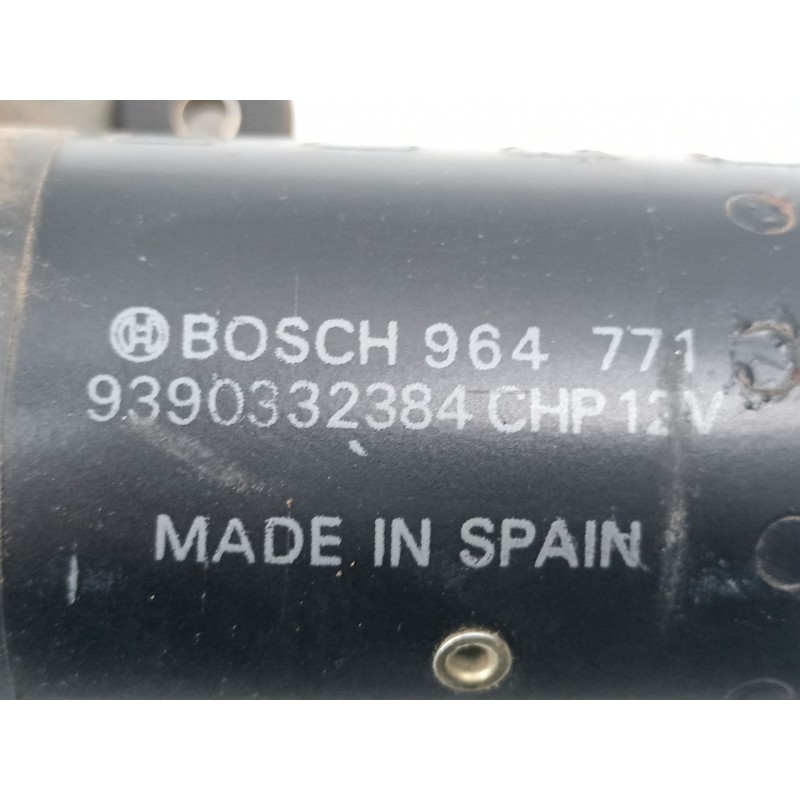 BOSCH 964 771
9390332384 CHP 12V
MADE IN SPAIN